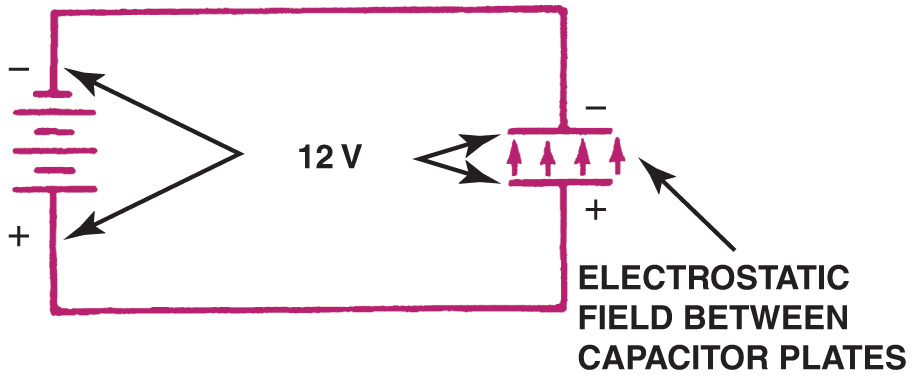 −
−
12 V
+
+
ELECTROSTATIC
FIELD BETWEEN
CAPACITOR PLATES